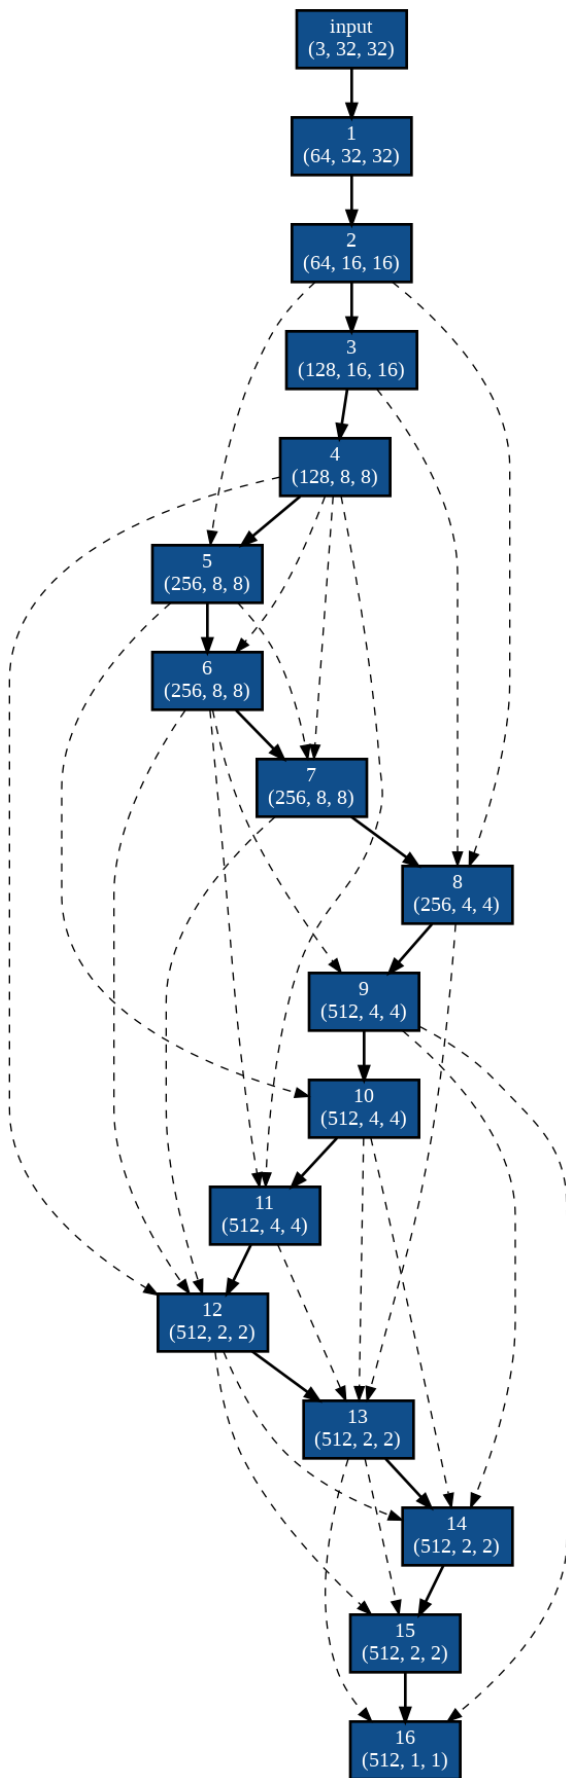 input
(3, 32, 32)
1
(64, 32, 32)
2
(64, 16, 16)
3
(128, 16, 16)
4
(128, 8, 8)
5
(256, 8, 8)
6
(256, 8, 8)
7
(256, 8, 8)
8
(256, 4, 4)
9
(512, 4, 4)
10
(512, 4, 4)
11
(512, 4, 4)
12
(512, 2, 2)
13
(512, 2, 2)
14
(512, 2, 2)
15
(512, 2, 2)
16
(512, 1, 1)